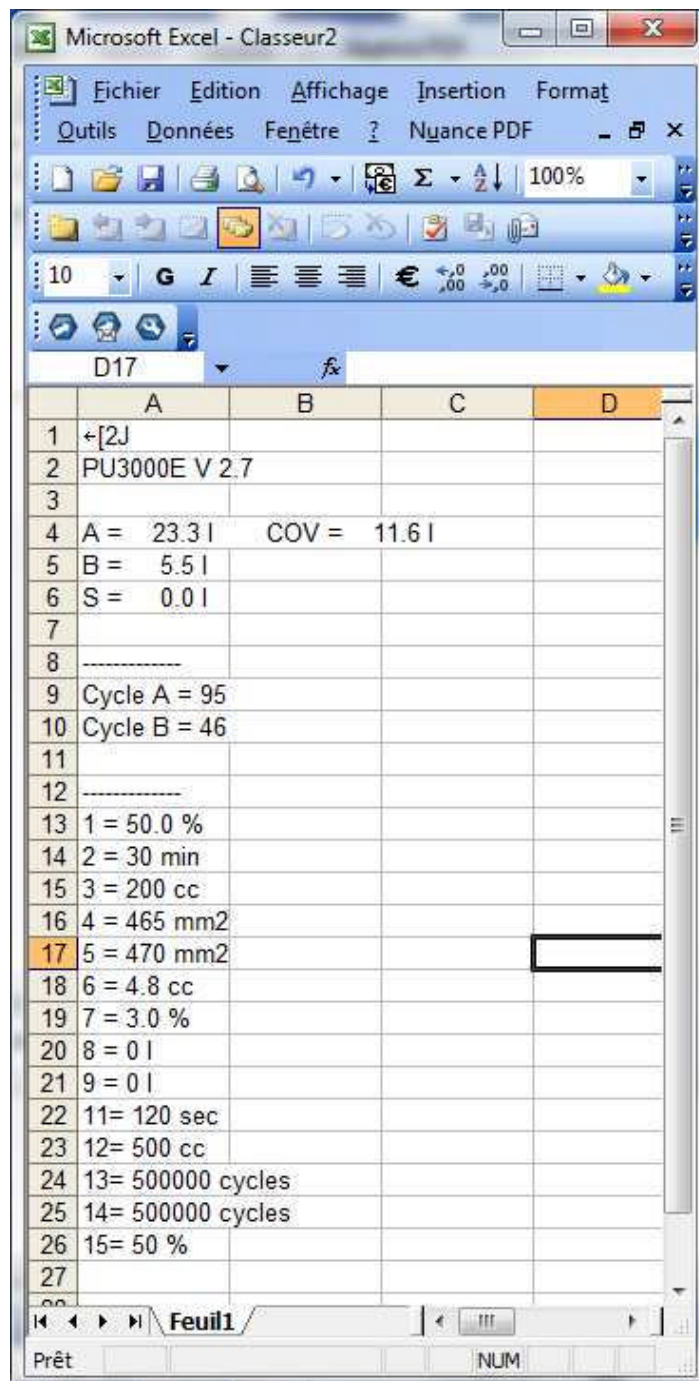 Microsoft Excel - Classeur2
Fichier Edition Affichage Insertion Format
Outils Données Fenêtre ? Nuance PDF
100%
10 G I
D17 fx
A B C D
1 ←[2J
2 PU3000E V 2.7
3
4 A = 23.3 l COV = 11.6 l
5 B = 5.5 l
6 S = 0.0 l
7
8 -------------
9 Cycle A = 95
10 Cycle B = 46
11
12 -------------
13 1 = 50.0 %
14 2 = 30 min
15 3 = 200 cc
16 4 = 465 mm2
17 5 = 470 mm2
18 6 = 4.8 cc
19 7 = 3.0 %
20 8 = 0 l
21 9 = 0 l
22 11= 120 sec
23 12= 500 cc
24 13= 500000 cycles
25 14= 500000 cycles
26 15= 50 %
27
Feuil1
Prêt NUM